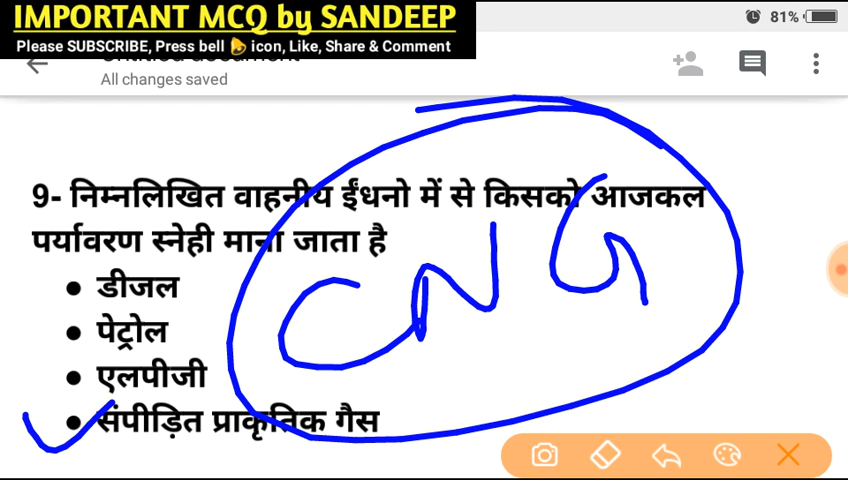 IMPORTANT MCQ by SANDEEP
Please SUBSCRIBE, Press bell icon, Like, Share & Comment
81%
All changes saved
9- निम्नलिखित वाहनीय ईंधनो में से किसको आजकल
पर्यावरण स्नेही माना जाता है
• डीजल
• पेट्रोल
• एलपीजी
• संपीड़ित प्राकृतिक गैस
CNG